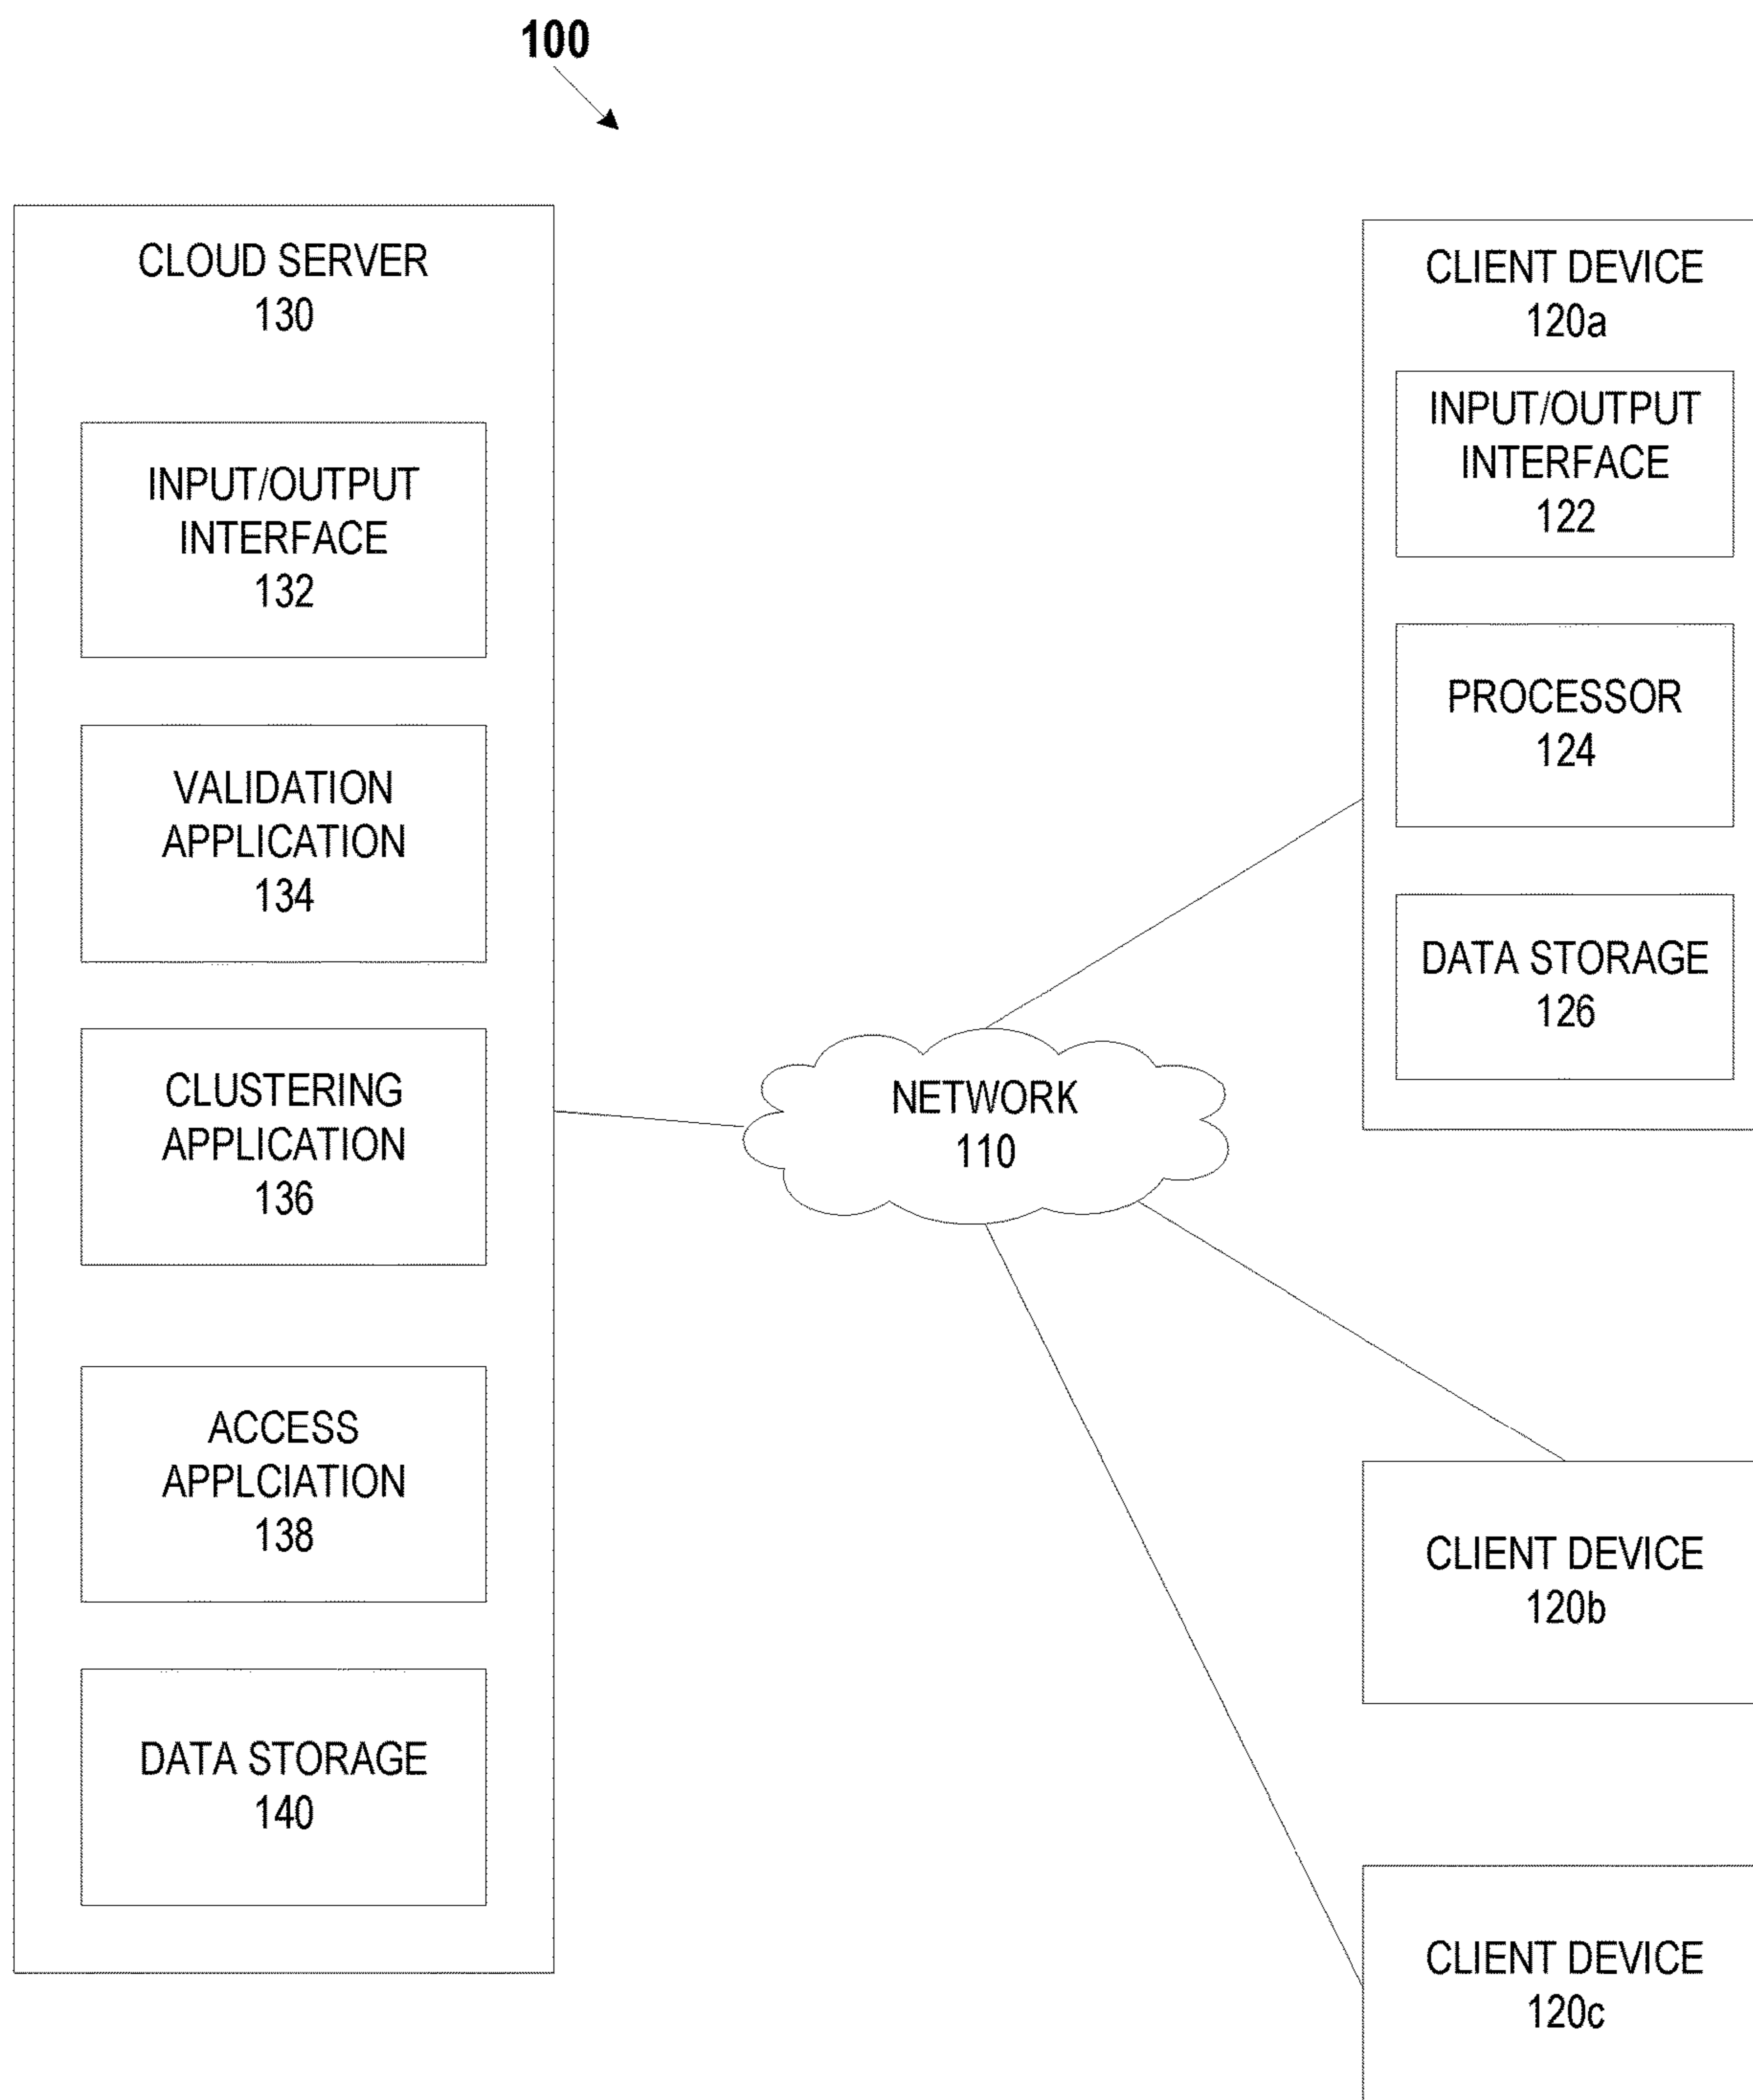 100
CLOUD SERVER
130
INPUT/OUTPUT
INTERFACE
132
VALIDATION
APPLICATION
134
CLUSTERING
APPLICATION
136
ACCESS
APPLCIATION
138
DATA STORAGE
140
NETWORK
110
CLIENT DEVICE
120a
INPUT/OUTPUT
INTERFACE
122
PROCESSOR
124
DATA STORAGE
126
CLIENT DEVICE
120b
CLIENT DEVICE
120c